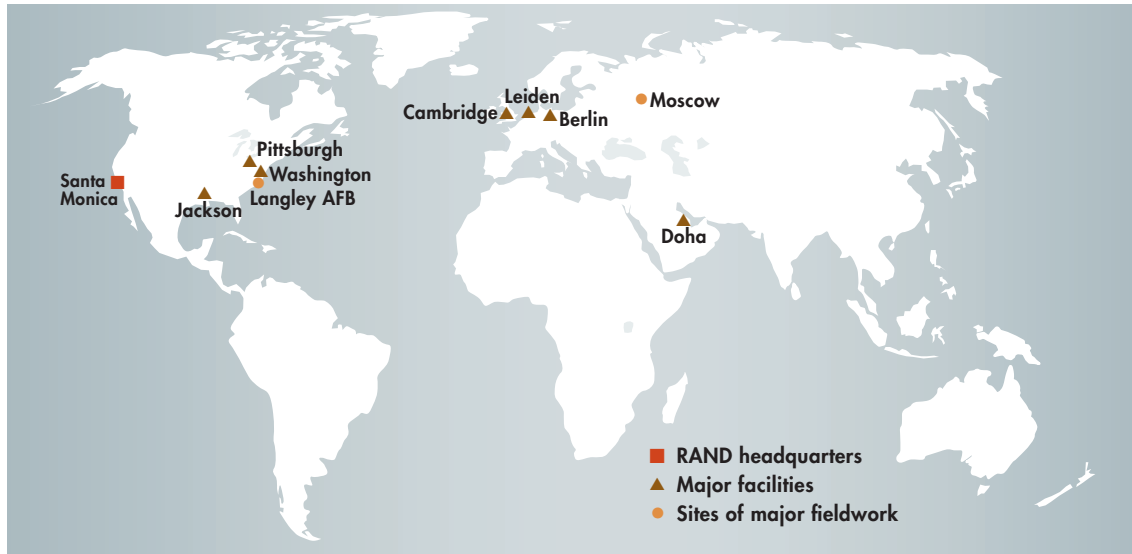 Leiden
Cambridge
Berlin
Moscow
Pittsburgh
Washington
Santa
Monica
Langley AFB
Jackson
Doha
RAND headquarters
Major facilities
Sites of major fieldwork